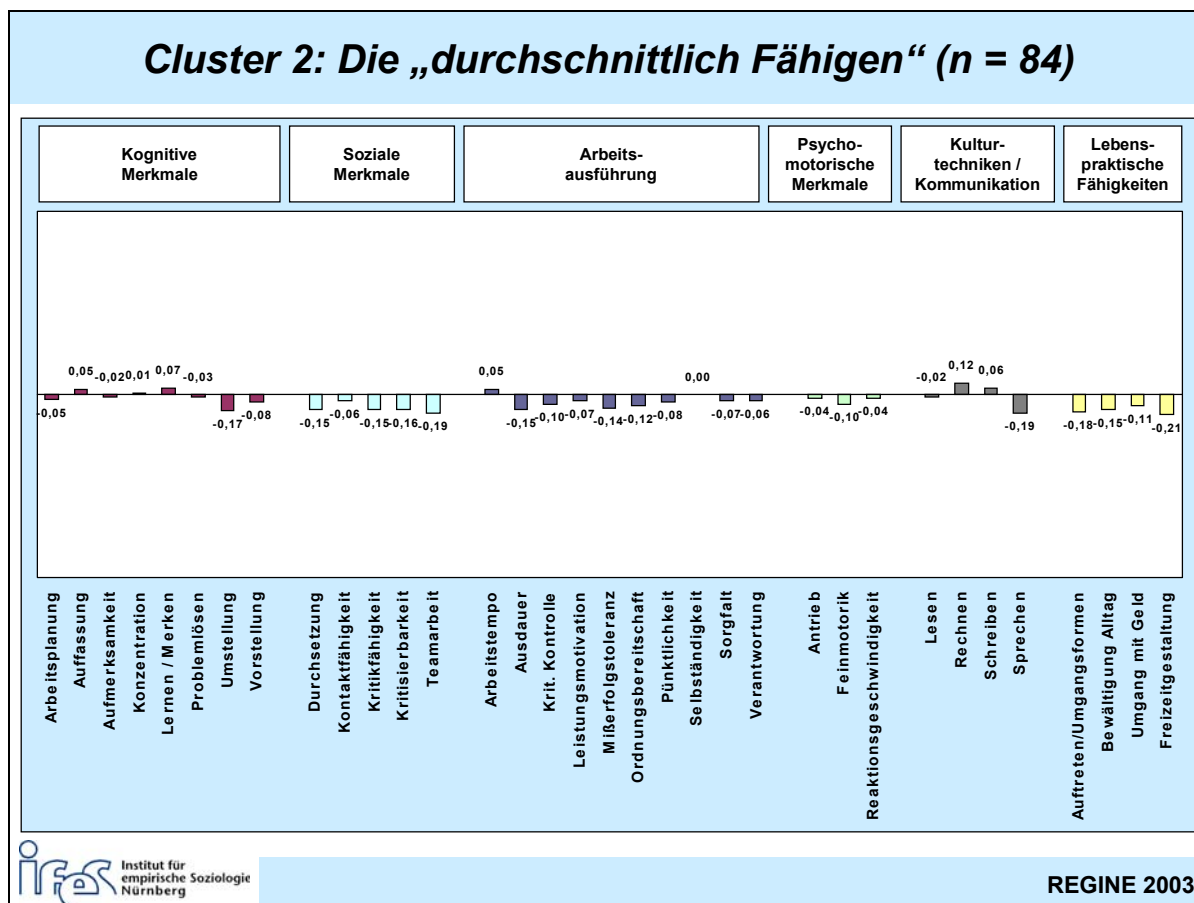 Cluster 2: Die „durchschnittlich Fähigen“ (n = 84)
Kognitive
Merkmale
Soziale
Merkmale
Arbeits-
ausführung
Psycho-
motorische
Merkmale
Kultur-
techniken /
Kommunikation
Lebens-
Praktische
Fähigkeiten
-0,05
0,05
-0,02
0,01
0,07
-0,03
-0,17
-0,08
-0,15
-0,06
-0,15
-0,16
-0,19
0,05
-0,15
-0,10
-0,07
-0,14
-0,12
-0,08
0,00
-0,07
-0,06
-0,04
-0,10
-0,04
-0,02
0,12
0,06
-0,19
-0,18
-0,15
-0,11
-0,21
Arbeitsplanung
Auffassung
Aufmerksamkeit
Konzentration
Lernen / Merken
Problemlösen
Umstellung
Vorstellung
Durchsetzung
Kontaktfähigkeit
Kritikfähigkeit
Kritisierbarkeit
Teamarbeit
Arbeitstempo
Ausdauer
Krit. Kontrolle
Leistungsmotivation
Mißerfolgstoleranz
Ordnungsbereitschaft
Pünktlichkeit
Selbständigkeit
Sorgfalt
Verantwortung
Antrieb
Feinmotorik
Reaktionsgeschwindigkeit
Lesen
Rechnen
Schreiben
Sprechen
Auftreten/Umgangsformen
Bewältigung Alltag
Umgang mit Geld
Freizeitgestaltung
ifes
Institut für
empirische Soziologie
Nürnberg
REGINE 2003